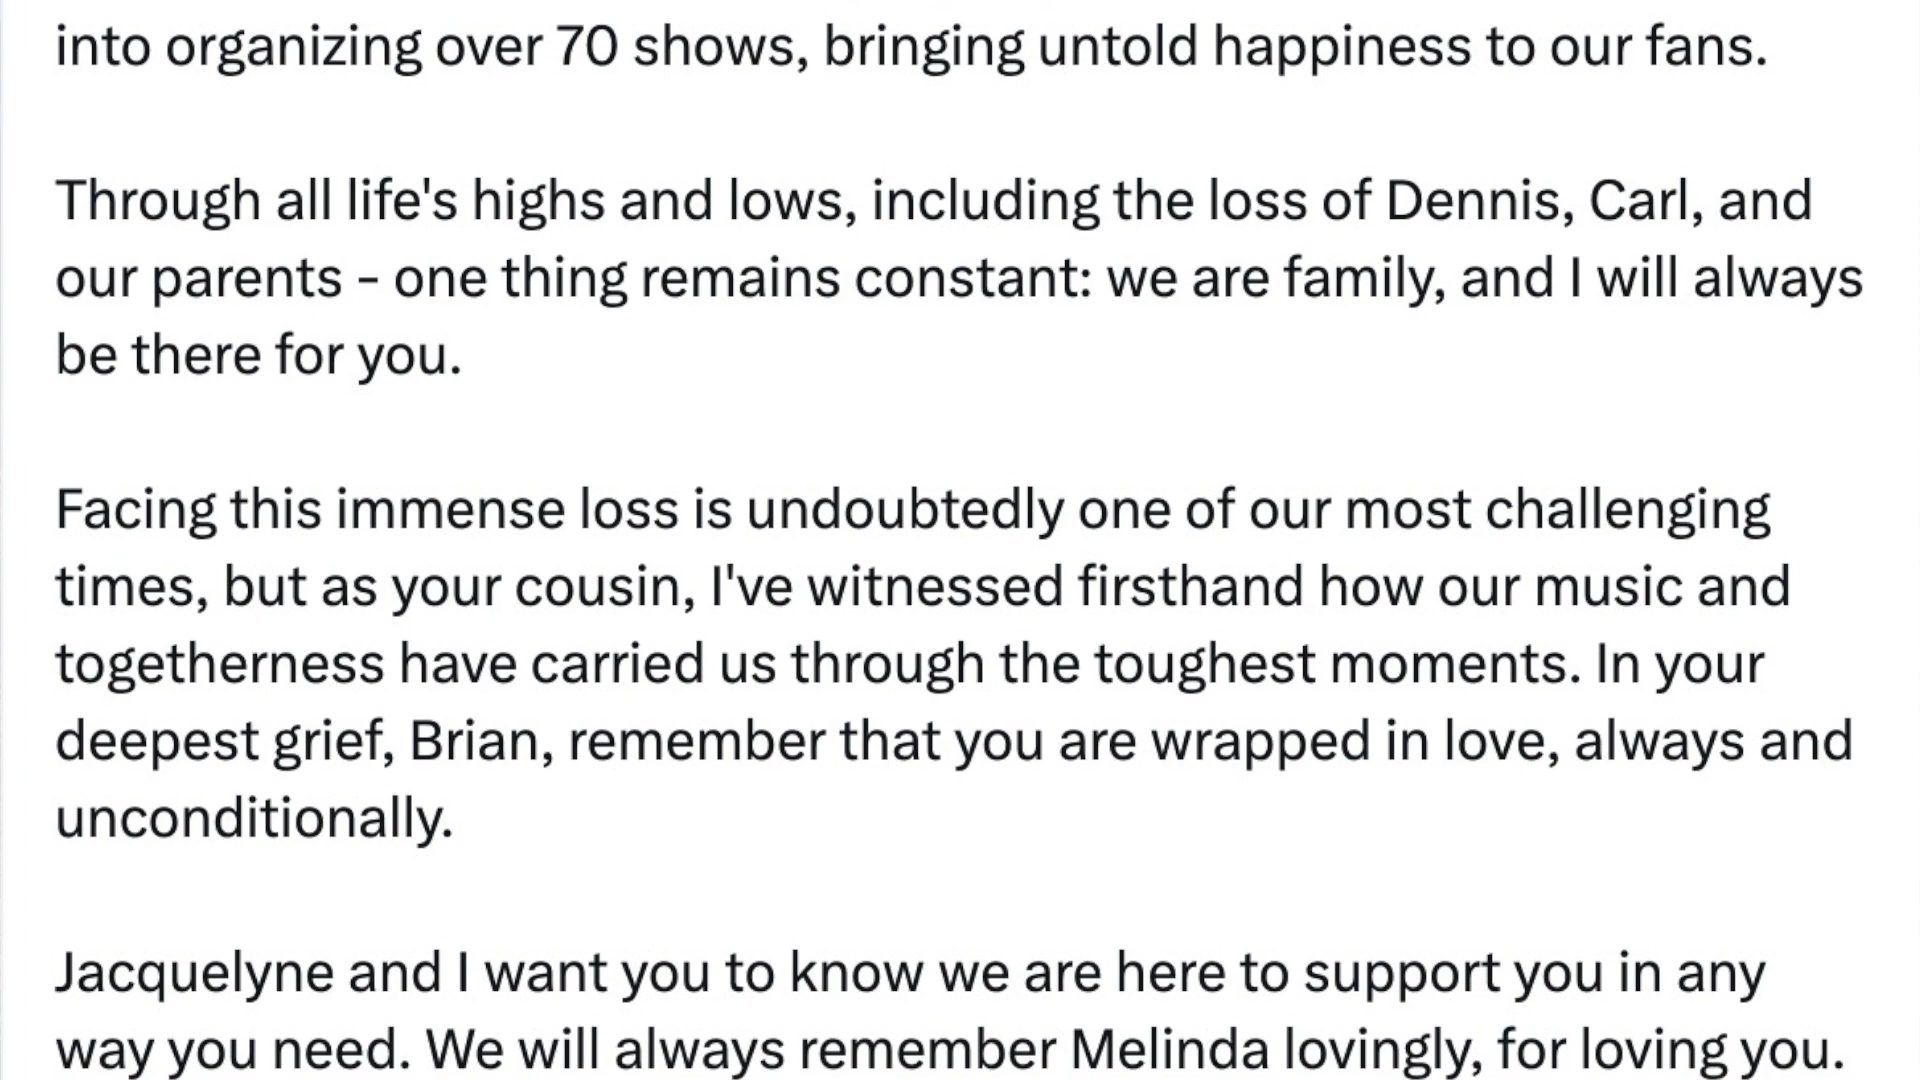 into organizing over 70 shows, bringing untold happiness to our fans.
Through all life's highs and lows, including the loss of Dennis, Carl, and
our parents – one thing remains constant: we are family, and I will always
be there for you.
Facing this immense loss is undoubtedly one of our most challenging
times, but as your cousin, I've witnessed firsthand how our music and
togetherness have carried us through the toughest moments. In your
deepest grief, Brian, remember that you are wrapped in love, always and
unconditionally.
Jacquelyne and I want you to know we are here to support you in any
way you need. We will always remember Melinda lovingly, for loving you.